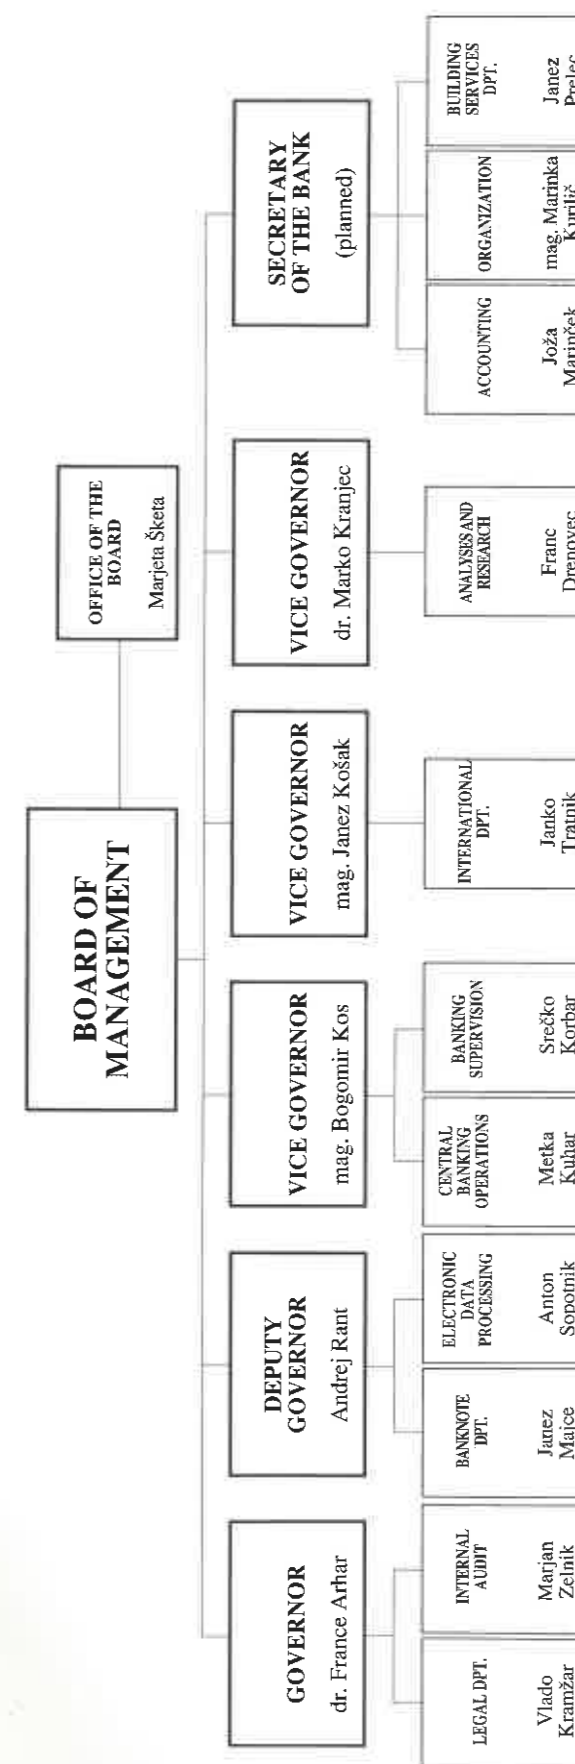 BOARD OF
MANAGEMENT
OFFICE OF THE
BOARD
Marjeta Šketa
GOVERNOR
dr. France Arhar
DEPUTY
GOVERNOR
Andrej Rant
VICE GOVERNOR
mag. Bogomir Kos
VICE GOVERNOR
mag. Janez Košak
VICE GOVERNOR
dr. Marko Kranjec
SECRETARY
OF THE BANK
(planned)
LEGAL DPT.
Vlado
Kramžar
INTERNAL
AUDIT
Marjan
Zelnik
BANKNOTE
DPT.
Janez
Majce
ELECTRONIC
DATA
PROCESSING
Anton
Sopotnik
CENTRAL
BANKING
OPERATIONS
Metka
Kuhar
BANKING
SUPERVISION
Srečko
Korbar
INTERNATIONAL
DPT.
Janko
Tratnik
ANALYSES AND
RESEARCH
Franc
Drenovec
ACCOUNTING
Joža
Marinček
ORGANIZATION
mag. Marinka
Kurilič
BUILDING
SERVICES
DPT.
Janez
Prelec